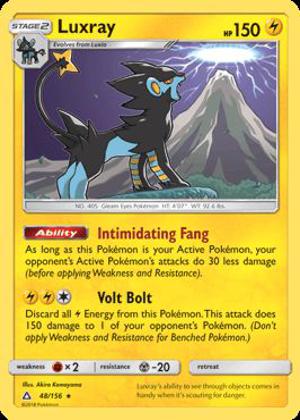 STAGE 2 Luxray HP 150
Evolves from Luxio
NO. 405 Gleam Eyes Pokémon HT: 4'07" WT: 92.6 lbs.
Ability Intimidating Fang
As long as this Pokémon is your Active Pokémon, your
opponent's Active Pokémon's attacks do 30 less damage
(before applying Weakness and Resistance).
Volt Bolt
Discard all Energy from this Pokémon. This attack does
150 damage to 1 of your opponent's Pokémon. (Don't apply
Weakness and Resistance for Benched Pokémon.)
weakness × 2 resistance -20 retreat
Illus. Akira Komayama
48/156 ★
©2018 Pokémon
Luxray's ability to see through objects comes in
handy when it's scouting for danger.